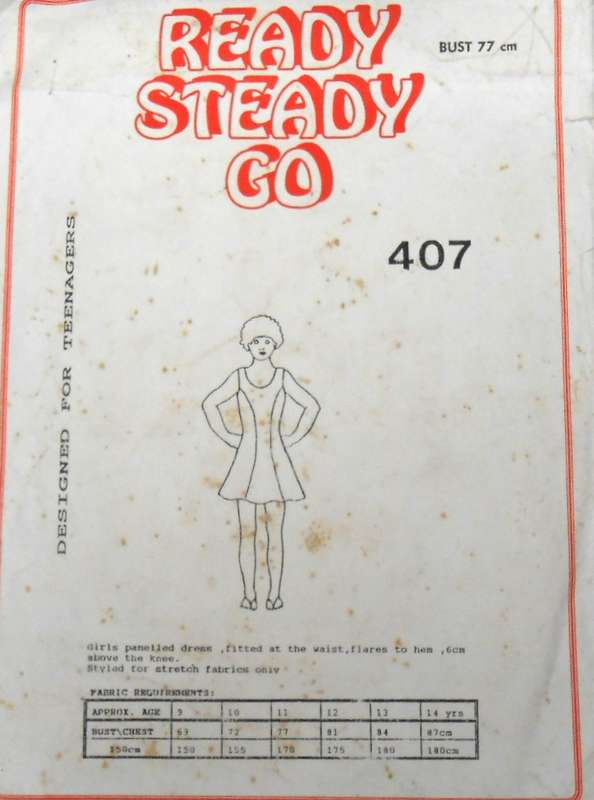 READY
STEADY
GO
BUST 77 cm
407
DESIGNED FOR TEENAGERS
Girls panelled dress ,fitted at the waist,flares to hem ,6cm
above the knee.
Styled for stretch fabrics only
FABRIC REQUIREMENTS:
APPROX. AGE 9 10 11 12 13 14 yrs
BUST\CHEST 69 72 77 81 84 87cm
150cm 150 155 170 175 180 180cm